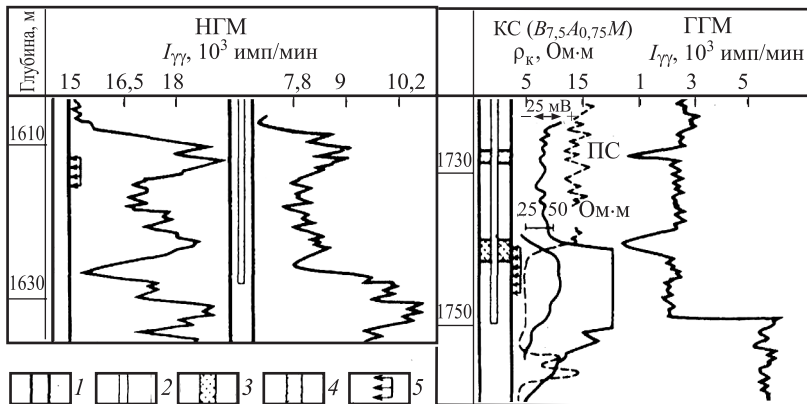 НГМ
Глубина, м
Iγγ, 10³ имп/мин
15 16,5 18 7,8 9 10,2
1610
1630
КС (B7,5A0,75M)
ρк, Ом·м
5 15
ГГМ
Iγγ, 10³ имп/мин
1 3 5
– 25 мВ +
ПС
1730
25 50 Ом·м
1750
1 2 3 4 5